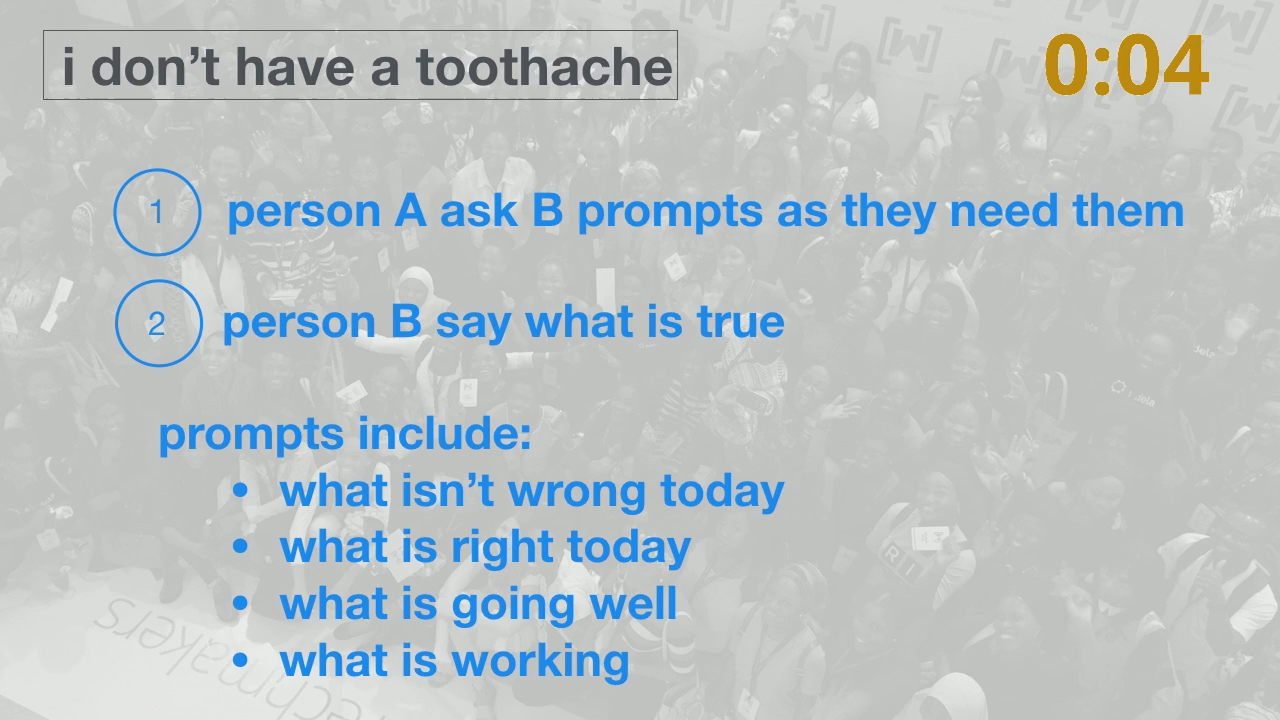 i don’t have a toothache
0:04
1 person A ask B prompts as they need them
2 person B say what is true
prompts include:
• what isn’t wrong today
• what is right today
• what is going well
• what is working